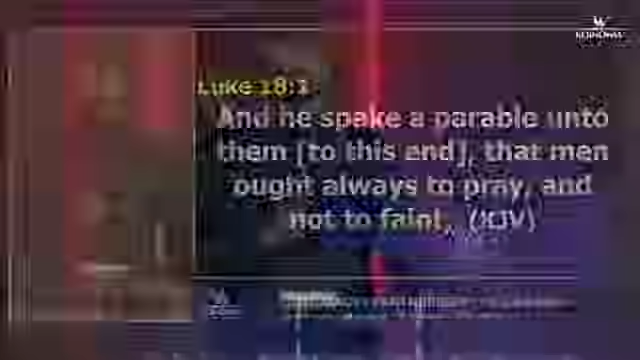 KOINONIA
Luke 18:1
And he spake a parable unto
them [to this end], that men
ought always to pray, and
not to faint, (KJV)